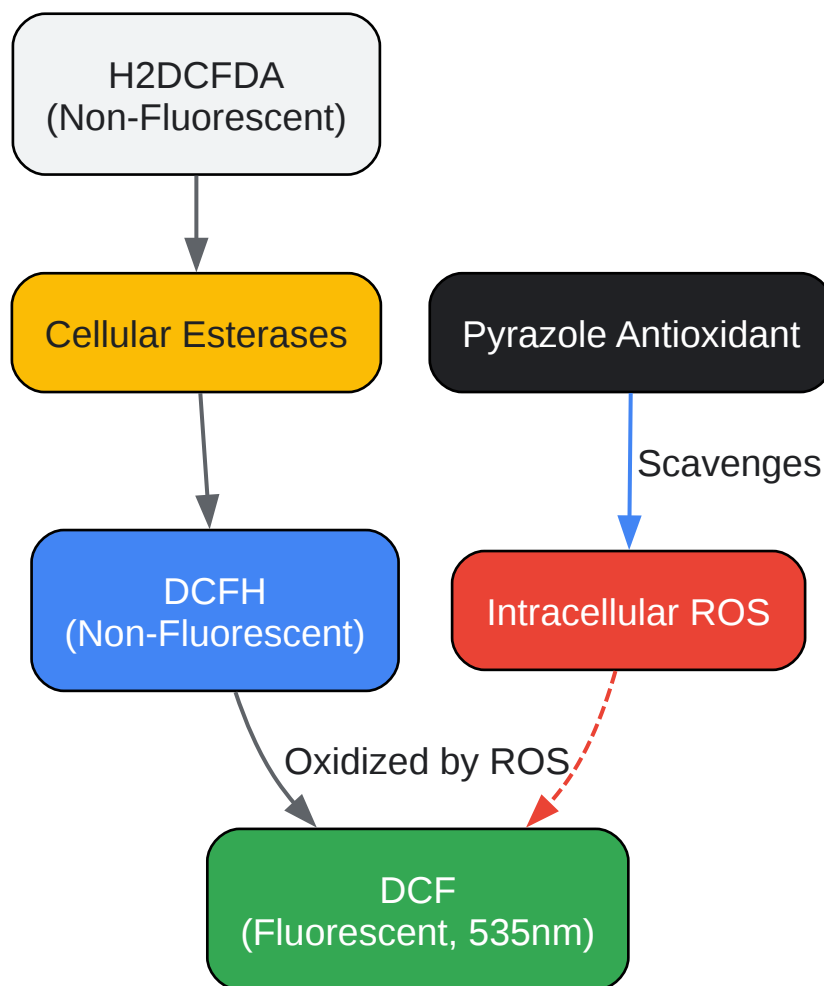 H2DCFDA
(Non-Fluorescent)
Cellular Esterases
Pyrazole Antioxidant
Scavenges
DCFH
(Non-Fluorescent)
Intracellular ROS
Oxidized by ROS
DCF
(Fluorescent, 535nm)